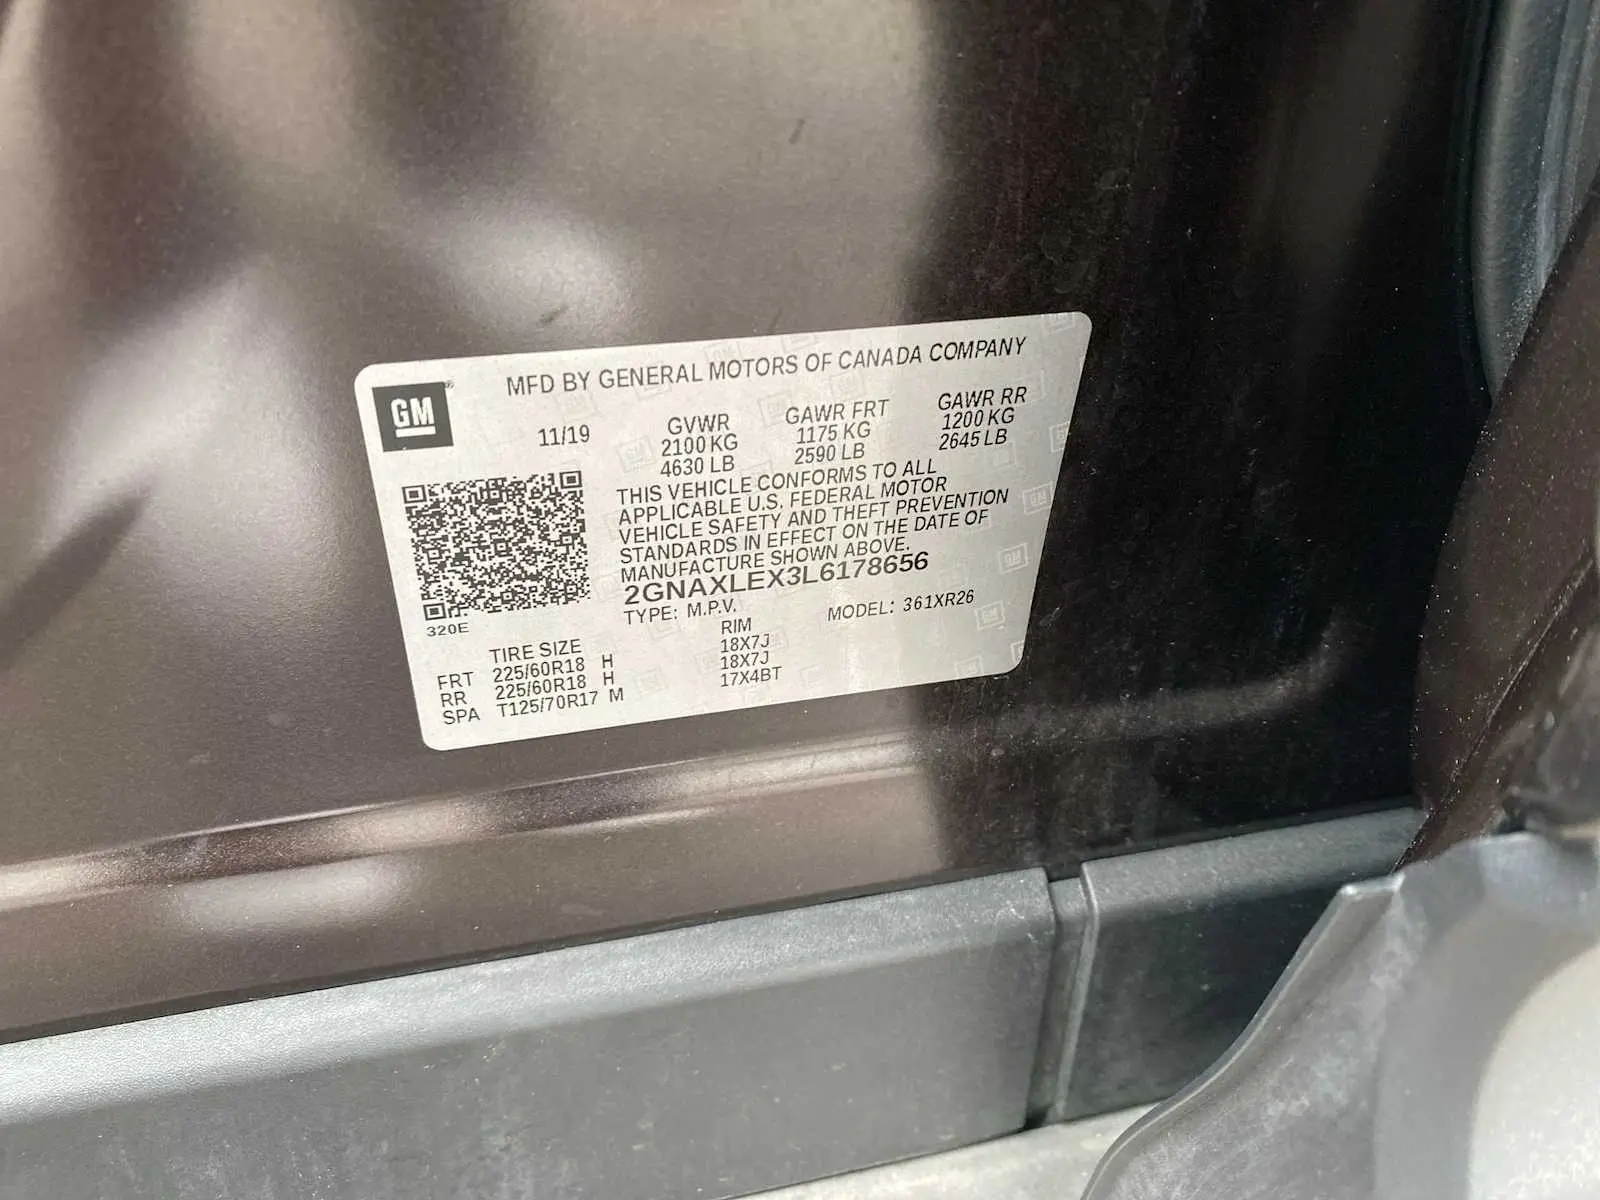 MFD BY GENERAL MOTORS OF CANADA COMPANY
GM®
11/19
GVWR GAWR FRT GAWR RR
2100 KG 1175 KG 1200 KG
4630 LB 2590 LB 2645 LB
THIS VEHICLE CONFORMS TO ALL
APPLICABLE U.S. FEDERAL MOTOR
VEHICLE SAFETY AND THEFT PREVENTION
STANDARDS IN EFFECT ON THE DATE OF
MANUFACTURE SHOWN ABOVE.
2GNAXLEX3L6178656
TYPE: M.P.V. MODEL: 361XR26
320E
TIRE SIZE RIM
FRT 225/60R18 H 18X7J
RR 225/60R18 H 18X7J
SPA T125/70R17 M 17X4BT